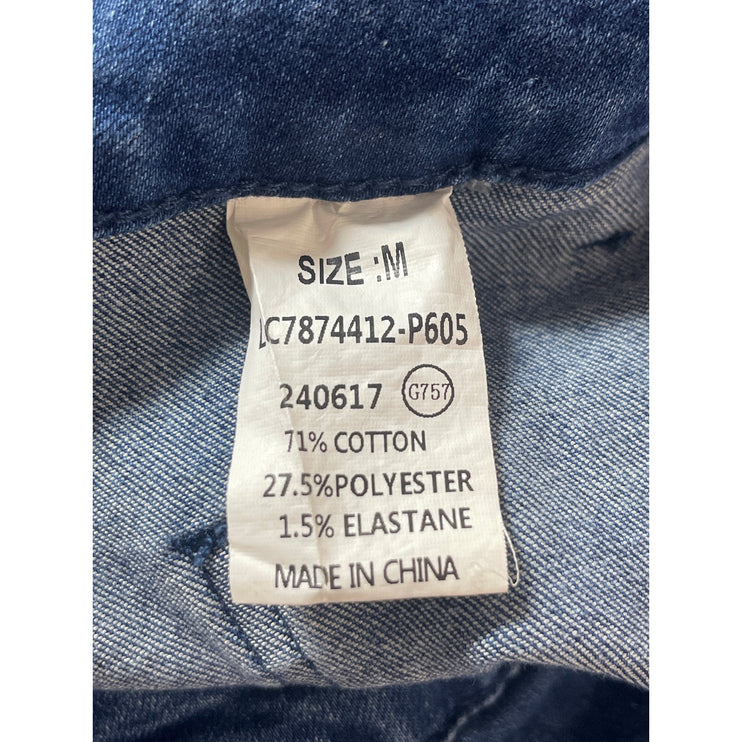 SIZE :M
LC7874412-P605
240617 G757
71% COTTON
27.5%POLYESTER
1.5% ELASTANE
MADE IN CHINA